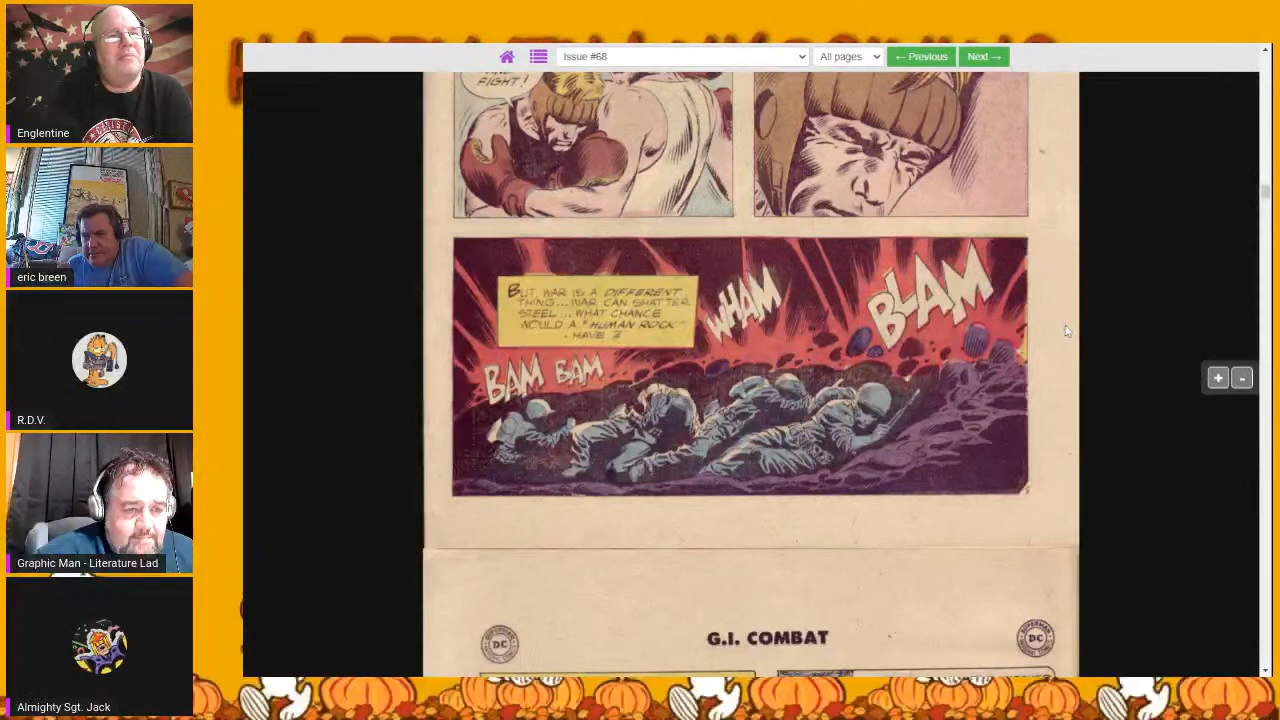 Englentine
eric breen
R.D.V.
Graphic Man - Literature Lad
Almighty Sgt. Jack
Issue #68
All pages
← Previous
Next →
FIGHT!
BUT, WAR IS A DIFFERENT
THING... WAR CAN SHATTER
STEEL... WHAT CHANCE
WOULD A "HUMAN ROCK"
HAVE?
WHAM
BLAM
BAM BAM
+
-
DC
G.I. COMBAT
DC